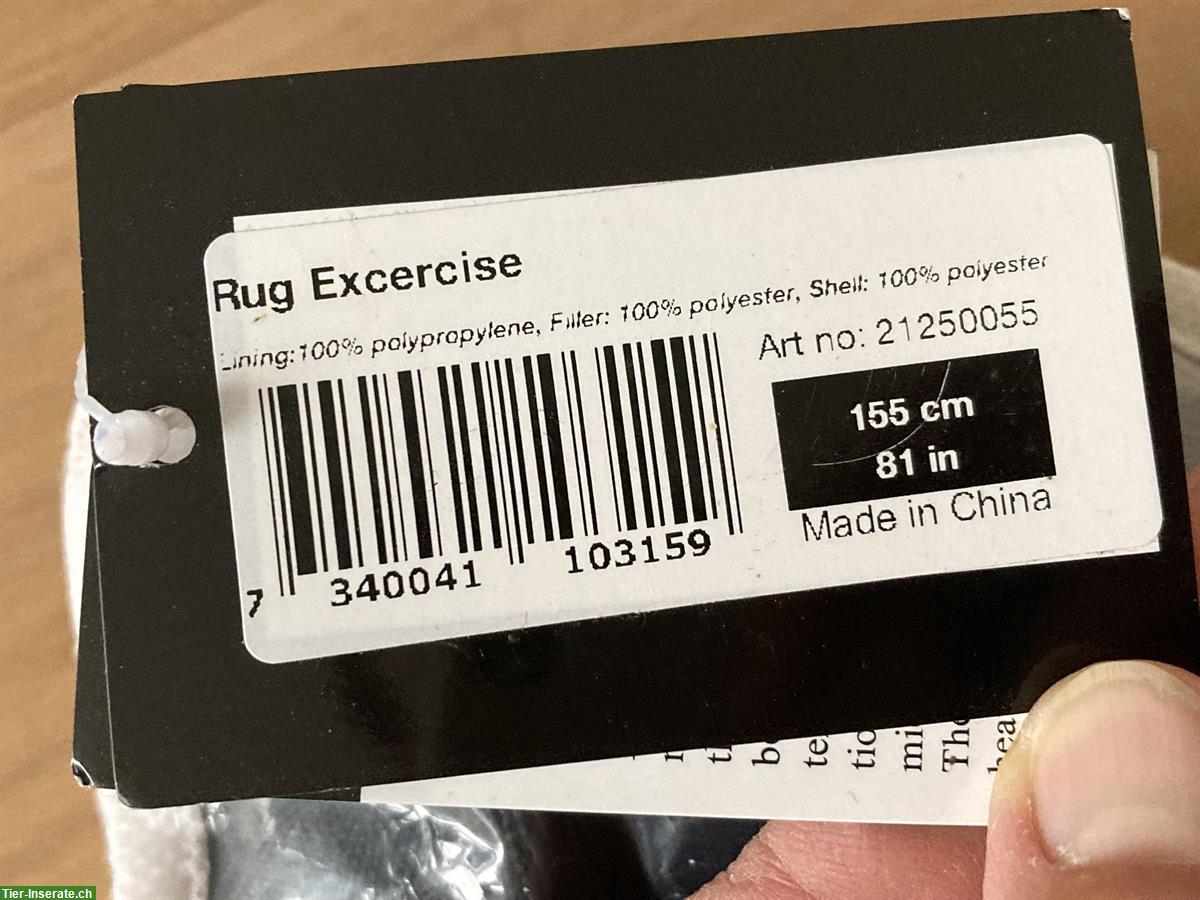 Rug Excercise
Lining:100% polypropylene, Filler: 100% polyester, Shell: 100% polyester
Art no: 21250055
155 cm
81 in
Made in China
7 340041 103159
Tier-Inserate.ch